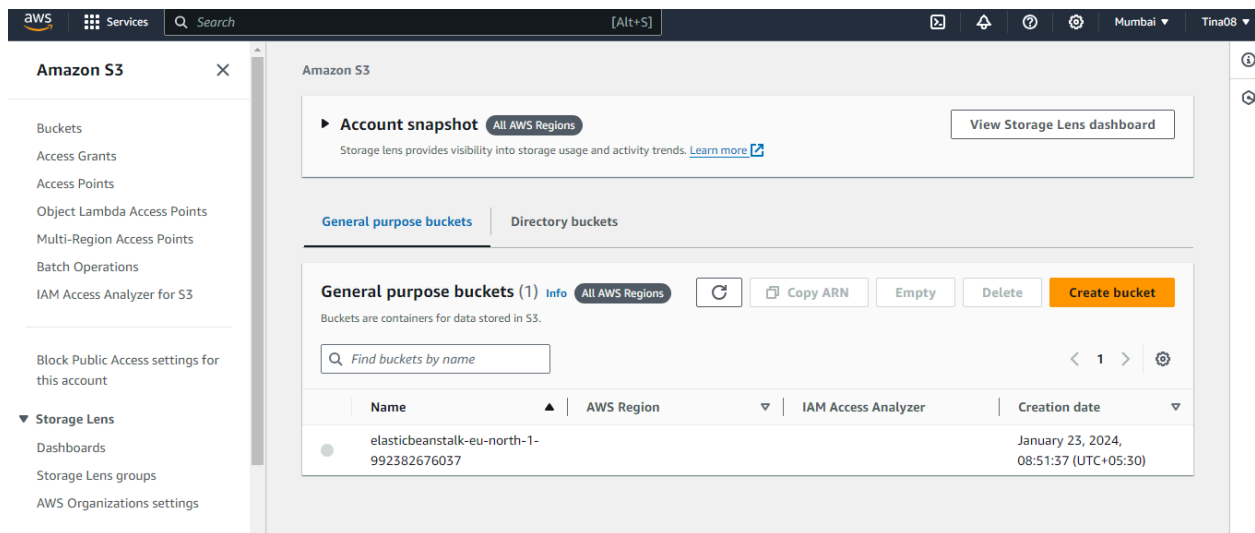 aws Services Search [Alt+S] Mumbai Tina08
Amazon S3
Buckets
Access Grants
Access Points
Object Lambda Access Points
Multi-Region Access Points
Batch Operations
IAM Access Analyzer for S3
Block Public Access settings for
this account
Storage Lens
Dashboards
Storage Lens groups
AWS Organizations settings
Amazon S3
Account snapshot All AWS Regions
View Storage Lens dashboard
Storage lens provides visibility into storage usage and activity trends. Learn more
General purpose buckets Directory buckets
General purpose buckets (1) Info All AWS Regions
Copy ARN Empty Delete Create bucket
Buckets are containers for data stored in S3.
Find buckets by name
1
Name AWS Region IAM Access Analyzer Creation date
elasticbeanstalk-eu-north-1-
992382676037
January 23, 2024,
08:51:37 (UTC+05:30)